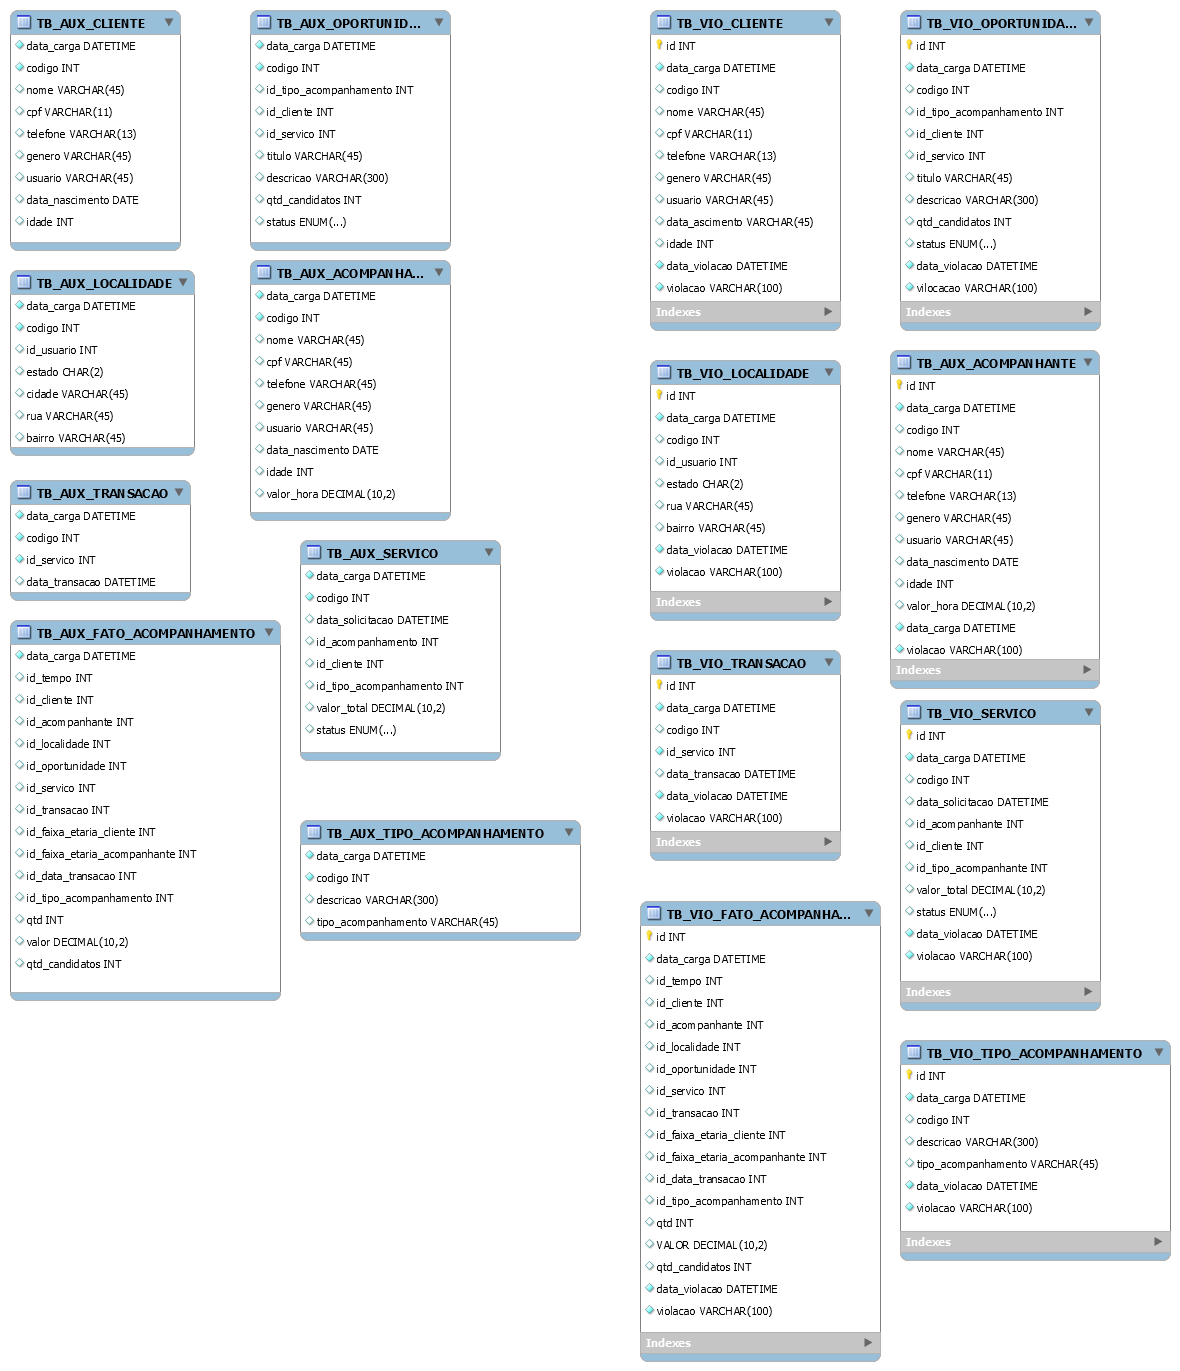 TB_AUX_CLIENTE
data_carga DATETIME
codigo INT
nome VARCHAR(45)
cpf VARCHAR(11)
telefone VARCHAR(13)
genero VARCHAR(45)
usuario VARCHAR(45)
data_nascimento DATE
idade INT
TB_AUX_OPORTUNID...
data_carga DATETIME
codigo INT
id_tipo_acompanhamento INT
id_cliente INT
id_servico INT
titulo VARCHAR(45)
descricao VARCHAR(300)
qtd_candidatos INT
status ENUM(...)
TB_AUX_LOCALIDADE
data_carga DATETIME
codigo INT
id_usuario INT
estado CHAR(2)
cidade VARCHAR(45)
rua VARCHAR(45)
bairro VARCHAR(45)
TB_AUX_ACOMPANHA...
data_carga DATETIME
codigo INT
nome VARCHAR(45)
cpf VARCHAR(45)
telefone VARCHAR(45)
genero VARCHAR(45)
usuario VARCHAR(45)
data_nascimento DATE
idade INT
valor_hora DECIMAL(10,2)
TB_AUX_TRANSACAO
data_carga DATETIME
codigo INT
id_servico INT
data_transacao DATETIME
TB_AUX_SERVICO
data_carga DATETIME
codigo INT
data_solicitacao DATETIME
id_acompanhamento INT
id_cliente INT
id_tipo_acompanhamento INT
valor_total DECIMAL(10,2)
status ENUM(...)
TB_AUX_FATO_ACOMPANHAMENTO
data_carga DATETIME
id_tempo INT
id_cliente INT
id_acompanhante INT
id_localidade INT
id_oportunidade INT
id_servico INT
id_transacao INT
id_faixa_etaria_cliente INT
id_faixa_etaria_acompanhante INT
id_data_transacao INT
id_tipo_acompanhamento INT
qtd INT
valor DECIMAL(10,2)
qtd_candidatos INT
TB_AUX_TIPO_ACOMPANHAMENTO
data_carga DATETIME
codigo INT
descricao VARCHAR(300)
tipo_acompanhamento VARCHAR(45)
TB_VIO_CLIENTE
id INT
data_carga DATETIME
codigo INT
nome VARCHAR(45)
cpf VARCHAR(11)
telefone VARCHAR(13)
genero VARCHAR(45)
usuario VARCHAR(45)
data_ascimento VARCHAR(45)
idade INT
data_violacao DATETIME
violacao VARCHAR(100)
Indexes
TB_VIO_OPORTUNIDA...
id INT
data_carga DATETIME
codigo INT
id_tipo_acompanhamento INT
id_cliente INT
id_servico INT
titulo VARCHAR(45)
descricao VARCHAR(300)
qtd_candidatos INT
status ENUM(...)
data_violacao DATETIME
vilocacao VARCHAR(100)
Indexes
TB_VIO_LOCALIDADE
id INT
data_carga DATETIME
codigo INT
id_usuario INT
estado CHAR(2)
rua VARCHAR(45)
bairro VARCHAR(45)
data_violacao DATETIME
violacao VARCHAR(100)
Indexes
TB_AUX_ACOMPANHANTE
id INT
data_carga DATETIME
codigo INT
nome VARCHAR(45)
cpf VARCHAR(11)
telefone VARCHAR(13)
genero VARCHAR(45)
usuario VARCHAR(45)
data_nascimento DATE
idade INT
valor_hora DECIMAL(10,2)
data_carga DATETIME
violacao VARCHAR(100)
Indexes
TB_VIO_TRANSACAO
id INT
data_carga DATETIME
codigo INT
id_servico INT
data_transacao DATETIME
data_violacao DATETIME
violacao VARCHAR(100)
Indexes
TB_VIO_SERVICO
id INT
data_carga DATETIME
codigo INT
data_solicitacao DATETIME
id_acompanhante INT
id_cliente INT
id_tipo_acompanhante INT
valor_total DECIMAL(10,2)
status ENUM(...)
data_violacao DATETIME
violacao VARCHAR(100)
Indexes
TB_VIO_FATO_ACOMPANHA...
id INT
data_carga DATETIME
id_tempo INT
id_cliente INT
id_acompanhante INT
id_localidade INT
id_oportunidade INT
id_servico INT
id_transacao INT
id_faixa_etaria_cliente INT
id_faixa_etaria_acompanhante INT
id_data_transacao INT
id_tipo_acompanhamento INT
qtd INT
VALOR DECIMAL(10,2)
qtd_candidatos INT
data_violacao DATETIME
violacao VARCHAR(100)
Indexes
TB_VIO_TIPO_ACOMPANHAMENTO
id INT
data_carga DATETIME
codigo INT
descricao VARCHAR(300)
tipo_acompanhamento VARCHAR(45)
data_violacao DATETIME
violacao VARCHAR(100)
Indexes